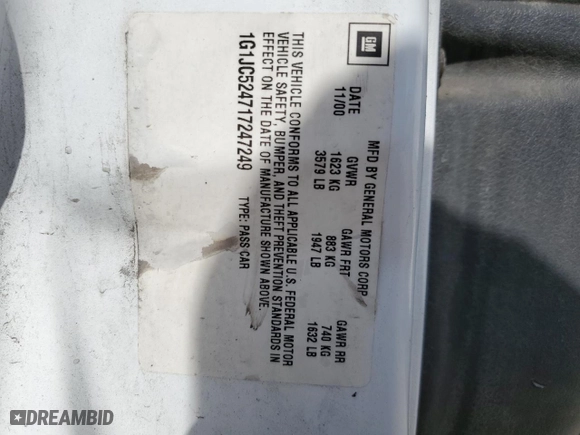 GM
MFD BY GENERAL MOTORS CORP
DATE GVWR GAWR FRT GAWR RR
11/00 1623 KG 883 KG 740 KG
3579 LB 1947 LB 1632 LB
THIS VEHICLE CONFORMS TO ALL APPLICABLE U.S. FEDERAL MOTOR
VEHICLE SAFETY, BUMPER, AND THEFT PREVENTION STANDARDS IN
EFFECT ON THE DATE OF MANUFACTURE SHOWN ABOVE.
1G1JC524717247249 TYPE: PASS CAR
DREAMBID